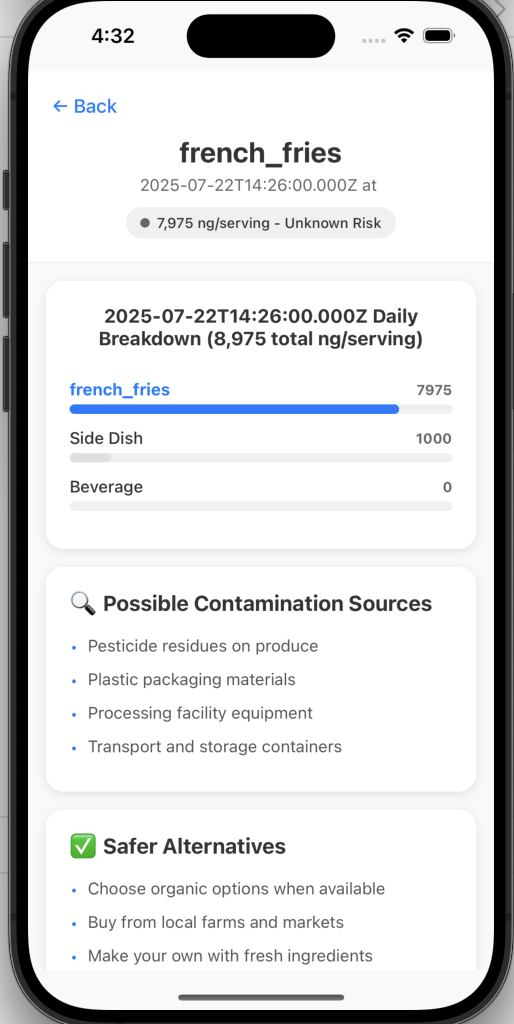 4:32
← Back
french_fries
2025-07-22T14:26:00.000Z at
7,975 ng/serving - Unknown Risk
2025-07-22T14:26:00.000Z Daily
Breakdown (8,975 total ng/serving)
french_fries 7975
Side Dish 1000
Beverage 0
🔍 Possible Contamination Sources
• Pesticide residues on produce
• Plastic packaging materials
• Processing facility equipment
• Transport and storage containers
✅ Safer Alternatives
• Choose organic options when available
• Buy from local farms and markets
• Make your own with fresh ingredients